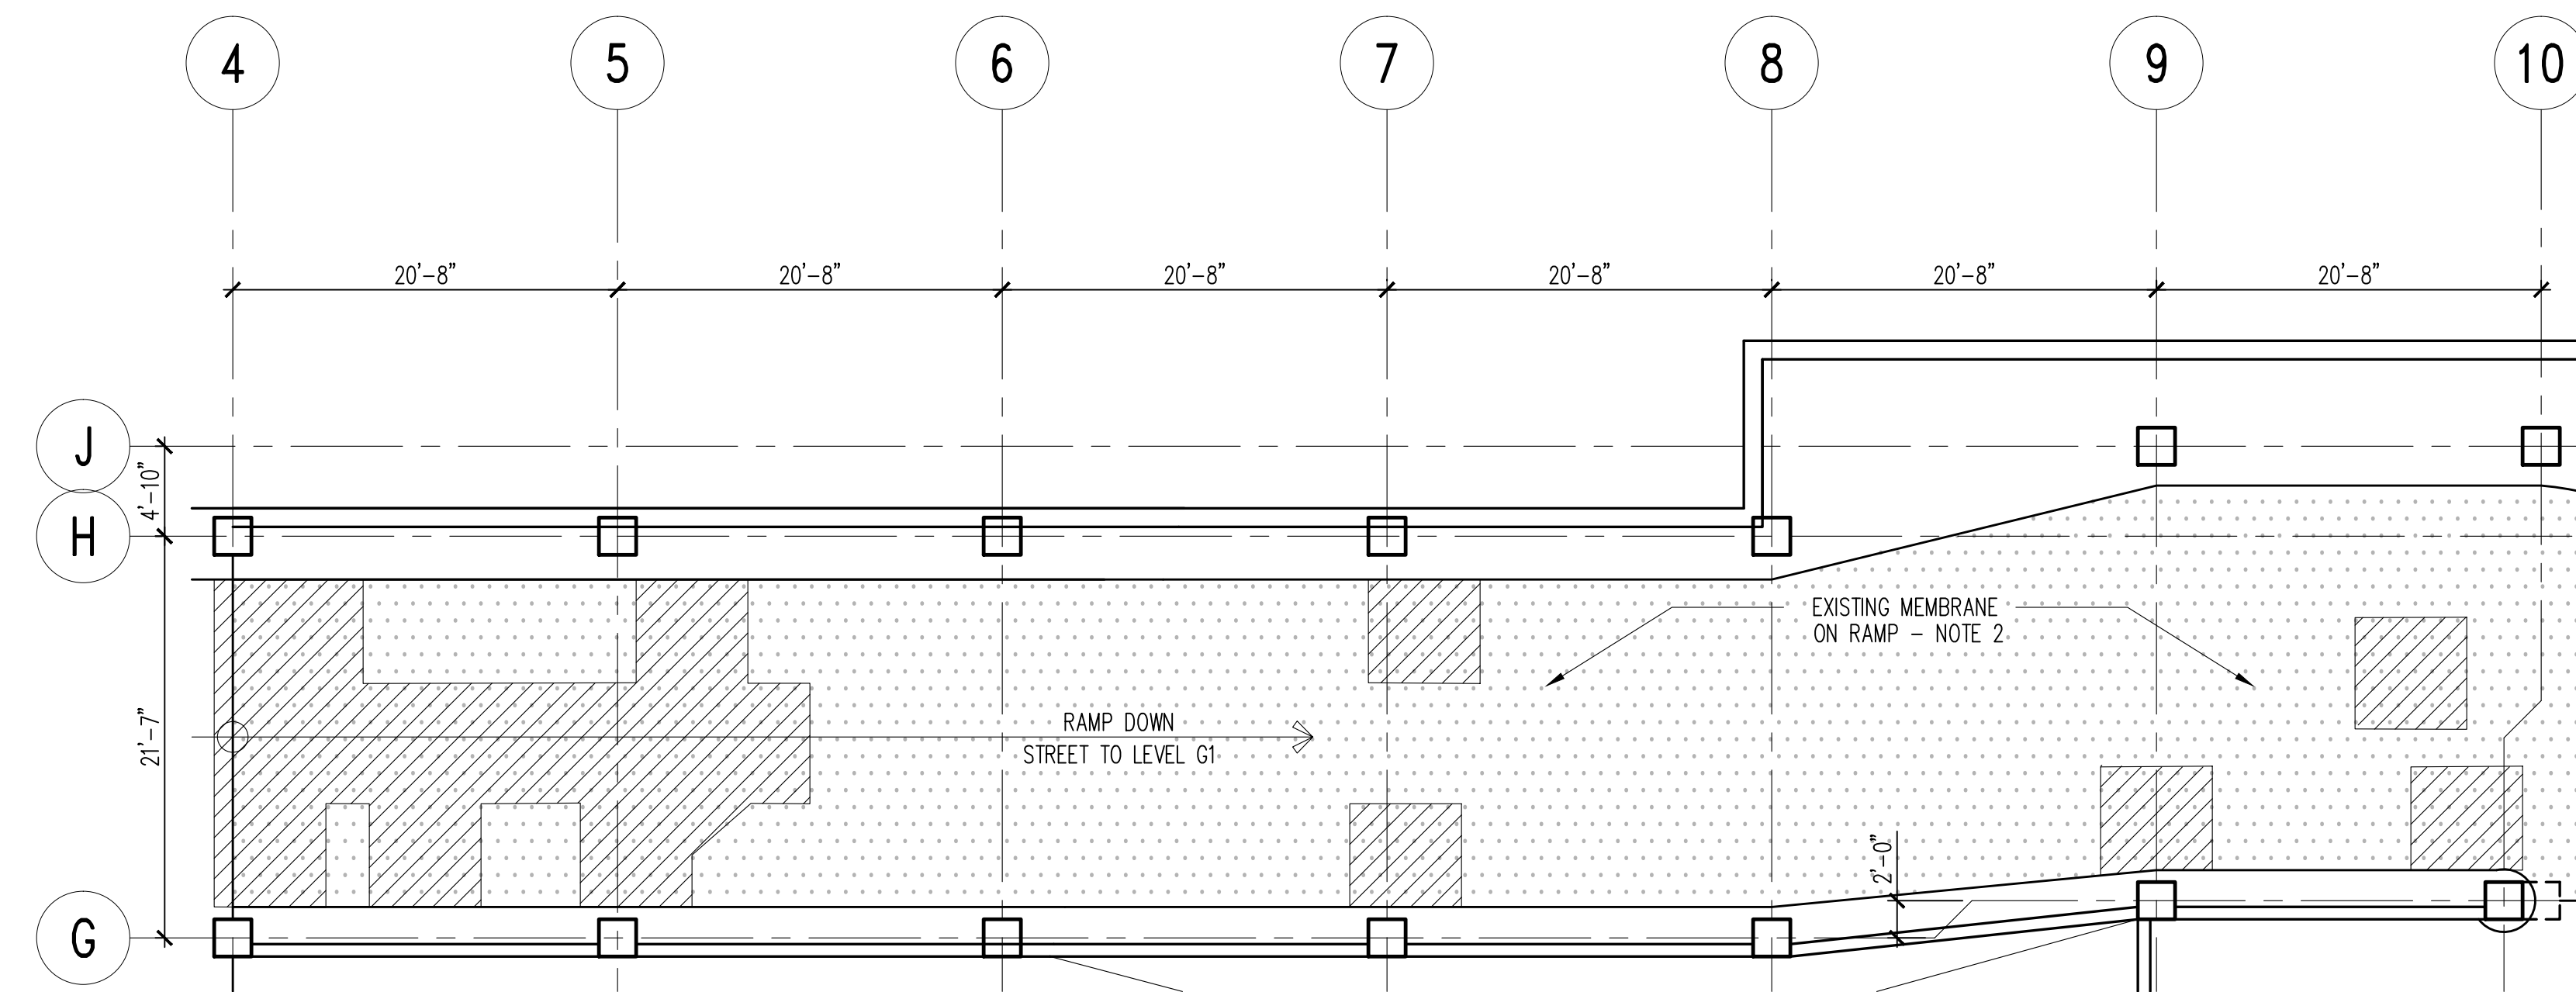 4 5 6 7 8 9 10
20'-8" 20'-8" 20'-8" 20'-8" 20'-8" 20'-8"
J
4'-10"
H
EXISTING MEMBRANE
ON RAMP - NOTE 2
21'-7"
RAMP DOWN
STREET TO LEVEL G1
2'-0"
G